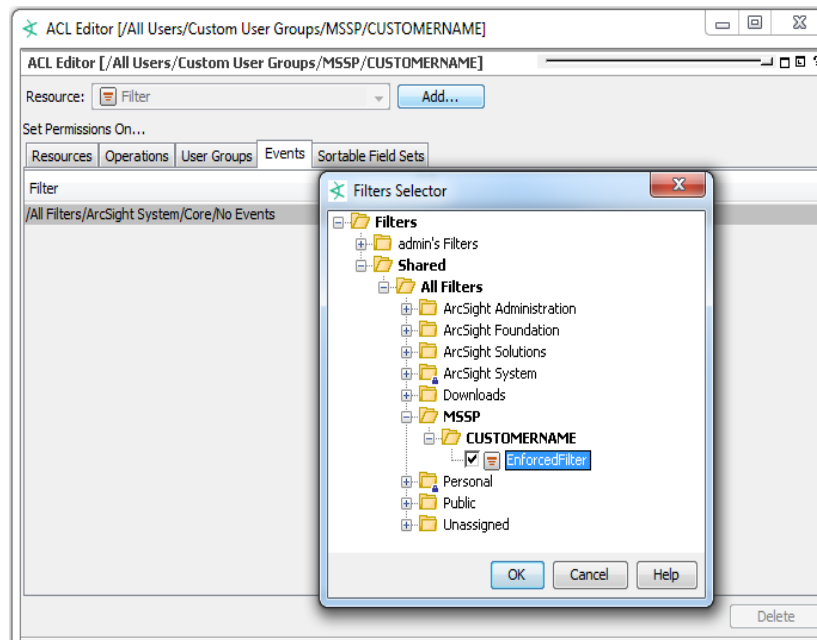 ACL Editor [/All Users/Custom User Groups/MSSP/CUSTOMERNAME]
ACL Editor [/All Users/Custom User Groups/MSSP/CUSTOMERNAME]
Resource: Filter Add...
Set Permissions On...
Resources Operations User Groups Events Sortable Field Sets
Filter
/All Filters/ArcSight System/Core/No Events
Filters Selector
Filters
admin's Filters
Shared
All Filters
ArcSight Administration
ArcSight Foundation
ArcSight Solutions
ArcSight System
Downloads
MSSP
CUSTOMERNAME
EnforcedFilter
Personal
Public
Unassigned
OK Cancel Help
Delete